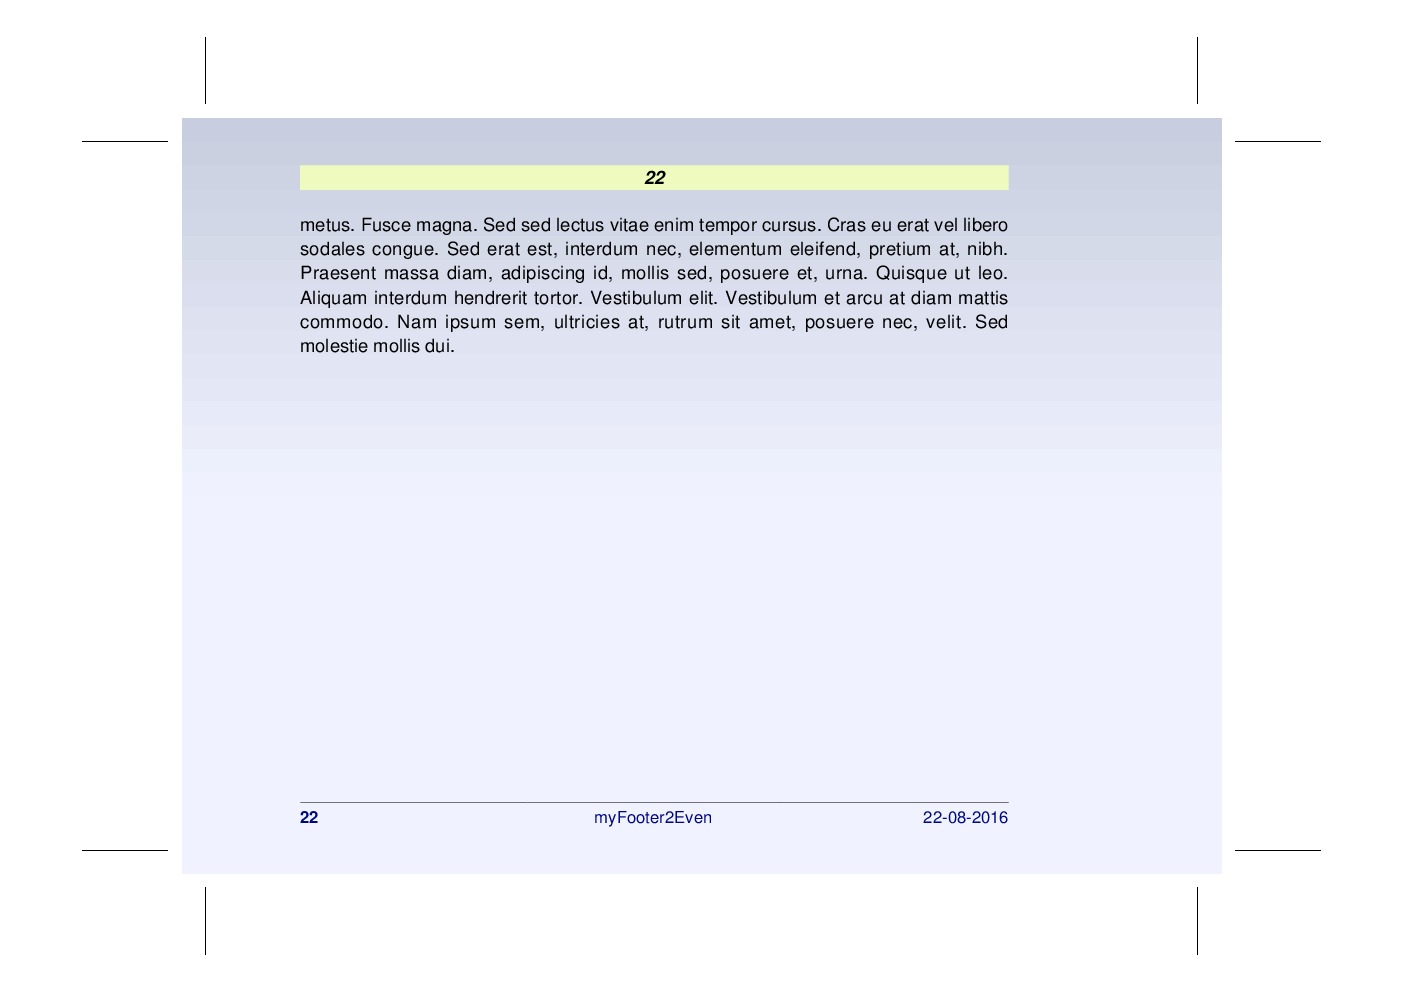 22
metus. Fusce magna. Sed sed lectus vitae enim tempor cursus. Cras eu erat vel libero
sodales congue. Sed erat est, interdum nec, elementum eleifend, pretium at, nibh.
Praesent massa diam, adipiscing id, mollis sed, posuere et, urna. Quisque ut leo.
Aliquam interdum hendrerit tortor. Vestibulum elit. Vestibulum et arcu at diam mattis
commodo. Nam ipsum sem, ultricies at, rutrum sit amet, posuere nec, velit. Sed
molestie mollis dui.
22 myFooter2Even 22-08-2016